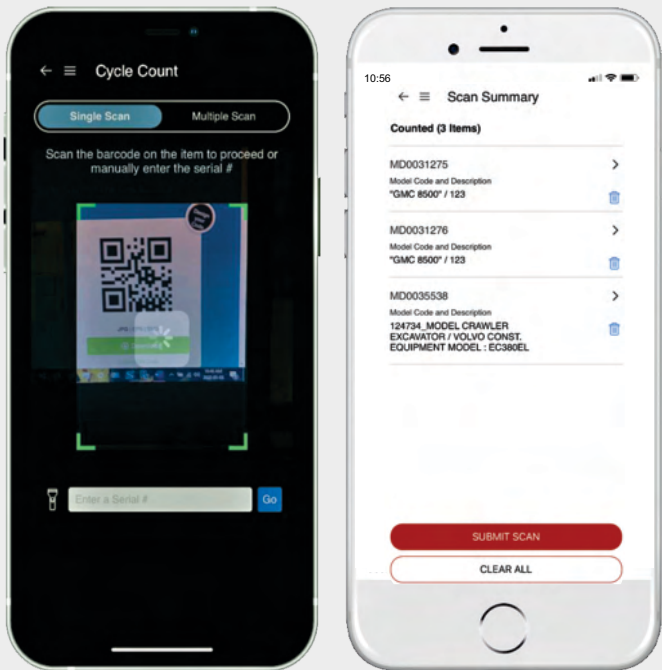 Cycle Count
Single Scan
Multiple Scan
Scan the barcode on the item to proceed or
manually enter the serial #
Enter a Serial #
Go
10:56
Scan Summary
Counted (3 Items)
MD0031275
Model Code and Description
"GMC 8500" / 123
MD0031276
Model Code and Description
"GMC 8500" / 123
MD0035538
Model Code and Description
124734_MODEL CRAWLER
EXCAVATOR / VOLVO CONST.
EQUIPMENT MODEL : EC380EL
SUBMIT SCAN
CLEAR ALL